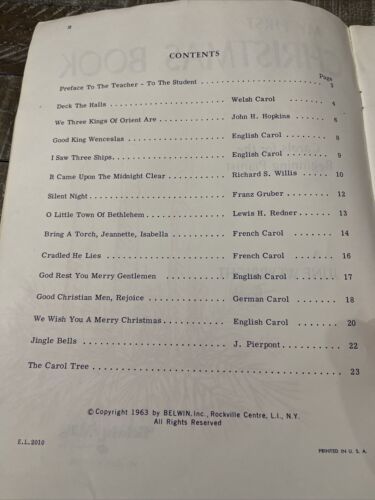 CONTENTS
Page
Preface To The Teacher - To The Student . . . . . . . . . . . . . . . . . . . . . . 3
Deck The Halls . . . . . . . . . . . . . . . . . . . . Welsh Carol . . . . . . . 4
We Three Kings Of Orient Are . . . . . . . . . . . . . John H. Hopkins . . . . . 6
Good King Wenceslas . . . . . . . . . . . . . . . . . English Carol . . . . . . 8
I Saw Three Ships. . . . . . . . . . . . . . . . . . . English Carol . . . . . . 9
It Came Upon The Midnight Clear . . . . . . . . . . . Richard S. Willis . . . . . 10
Silent Night . . . . . . . . . . . . . . . . . . . . . Franz Gruber . . . . . . . 12
O Little Town Of Bethlehem . . . . . . . . . . . . . . Lewis H. Redner . . . . . . 13
Bring A Torch, Jeannette, Isabella . . . . . . . . . . French Carol . . . . . . . 14
Cradled He Lies . . . . . . . . . . . . . . . . . . . French Carol . . . . . . . 16
God Rest You Merry Gentlemen . . . . . . . . . . . English Carol . . . . . . . 17
Good Christian Men, Rejoice . . . . . . . . . . . . . German Carol . . . . . . . 18
We Wish You A Merry Christmas . . . . . . . . . . . English Carol . . . . . . . 20
Jingle Bells . . . . . . . . . . . . . . . . . . . . . J. Pierpont . . . . . . . . . 22
The Carol Tree . . . . . . . . . . . . . . . . . . . . . . . . . . . . . . . . . 23
© Copyright 1963 by BELWIN, Inc., Rockville Centre, L.I., N.Y.
All Rights Reserved
E.L. 2010
PRINTED IN U. S. A.